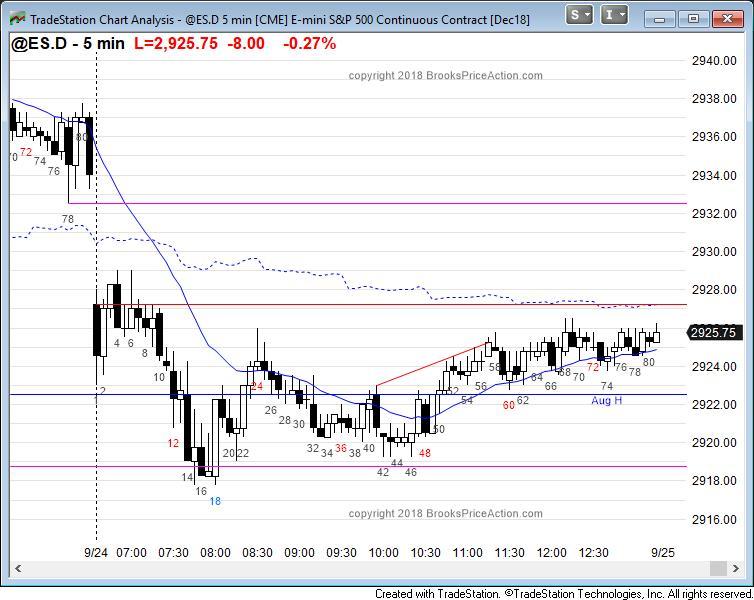 TradeStation Chart Analysis - @ES.D 5 min [CME] E-mini S&P 500 Continuous Contract [Dec18]
S I
@ES.D - 5 min L=2,925.75 -8.00 -0.27%
copyright 2018 BrooksPriceAction.com
2940.00
2938.00
2936.00
2934.00
2932.00
2930.00
2928.00
2925.75
2924.00
2922.00
2920.00
2918.00
2916.00
70 72 74 76 78 80
2 4 6 8 10 12 14 16 18 20 22 24 26 28 30 32 34 36 38 40 42 44 46 48 50 52 54 56 58 60 62 64 66 68 70 72 74 76 78 80
Aug H
copyright 2018 BrooksPriceAction.com
9/24 07:00 07:30 08:00 08:30 09:00 09:30 10:00 10:30 11:00 11:30 12:00 12:30 9/25
Created with TradeStation. ©TradeStation Technologies, Inc. All rights reserved.